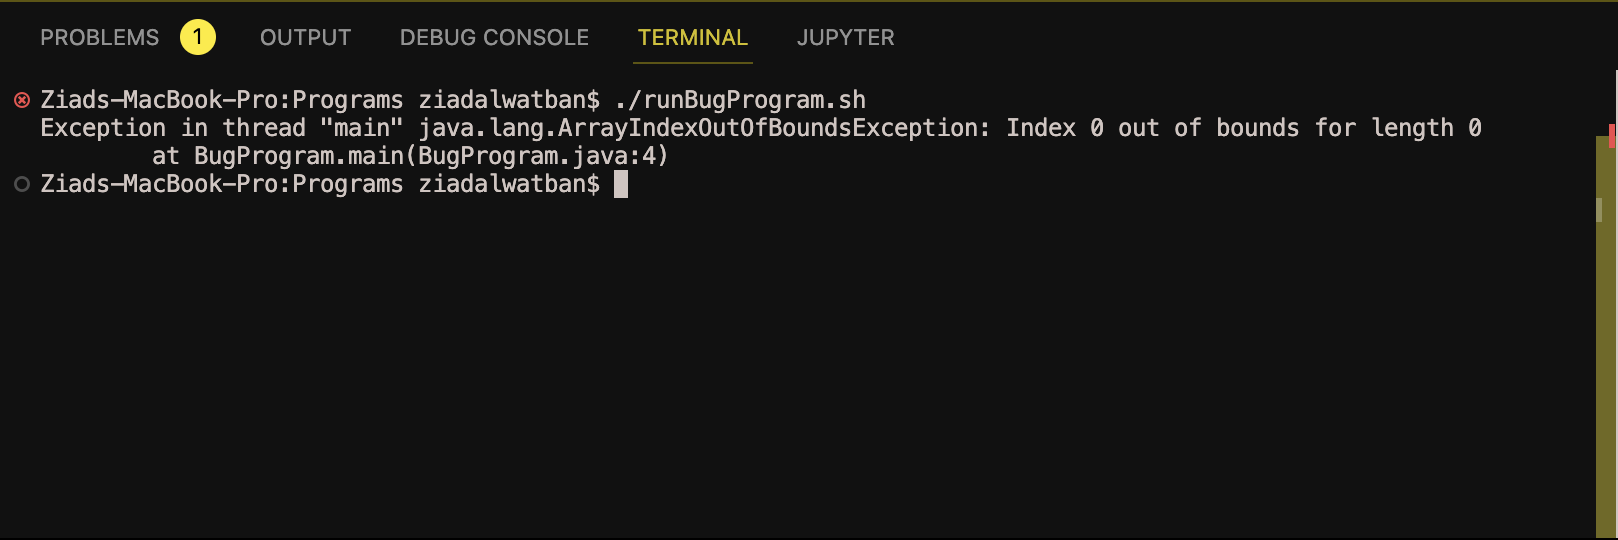 PROBLEMS 1 OUTPUT DEBUG CONSOLE TERMINAL JUPYTER
Ziads-MacBook-Pro:Programs ziadalwatban$ ./runBugProgram.sh
Exception in thread "main" java.lang.ArrayIndexOutOfBoundsException: Index 0 out of bounds for length 0
        at BugProgram.main(BugProgram.java:4)
Ziads-MacBook-Pro:Programs ziadalwatban$